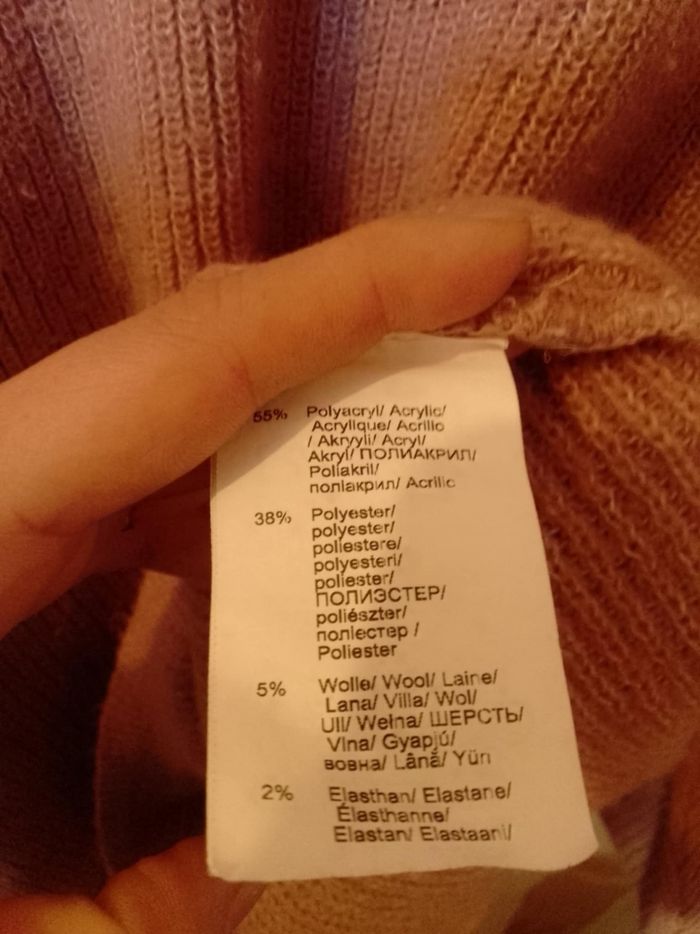 55% Polyacryl/ Acrylic/
Acrylique/ Acrilio
/ Akryyli/ Acryl/
Akryl/ ПОЛИАКРИЛ/
Poliakril/
поліакрил/ Acrilic
38% Polyester/
polyester/
poliestere/
polyesteri/
poliester/
ПОЛИЭСТЕР/
poliészter/
поліестер /
Poliester
5% Wolle/ Wool/ Laine/
Lana/ Villa/ Wol/
Ull/ Wełna/ ШЕРСТЬ/
Vlna/ Gyapjú/
вовна/ Lână/ Yün
2% Elasthan/ Elastane/
Élasthanne/
Elastan/ Elastaani/